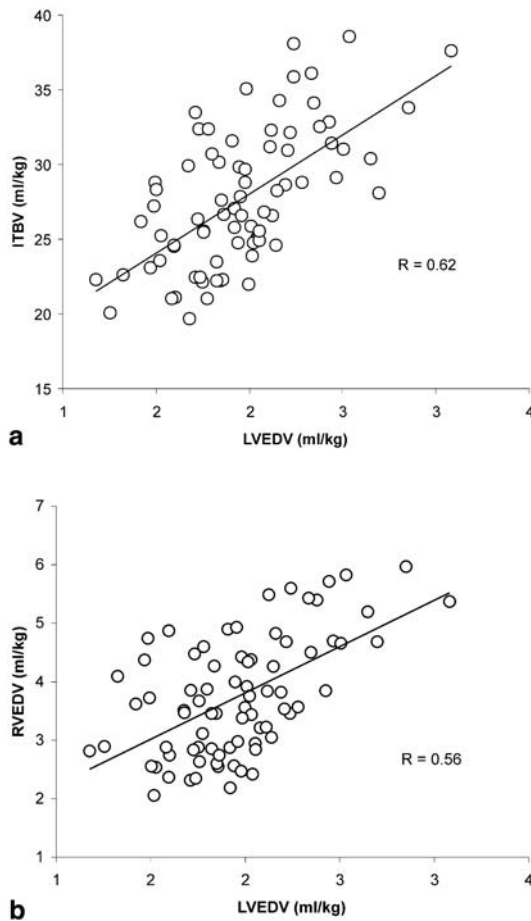 40
35
30
25
20
15
ITBV (ml/kg)
R = 0.62
1 2 2 3 3 4
LVEDV (ml/kg)
a
7
6
5
4
3
2
1
RVEDV (ml/kg)
R = 0.56
1 2 2 3 3 4
LVEDV (ml/kg)
b